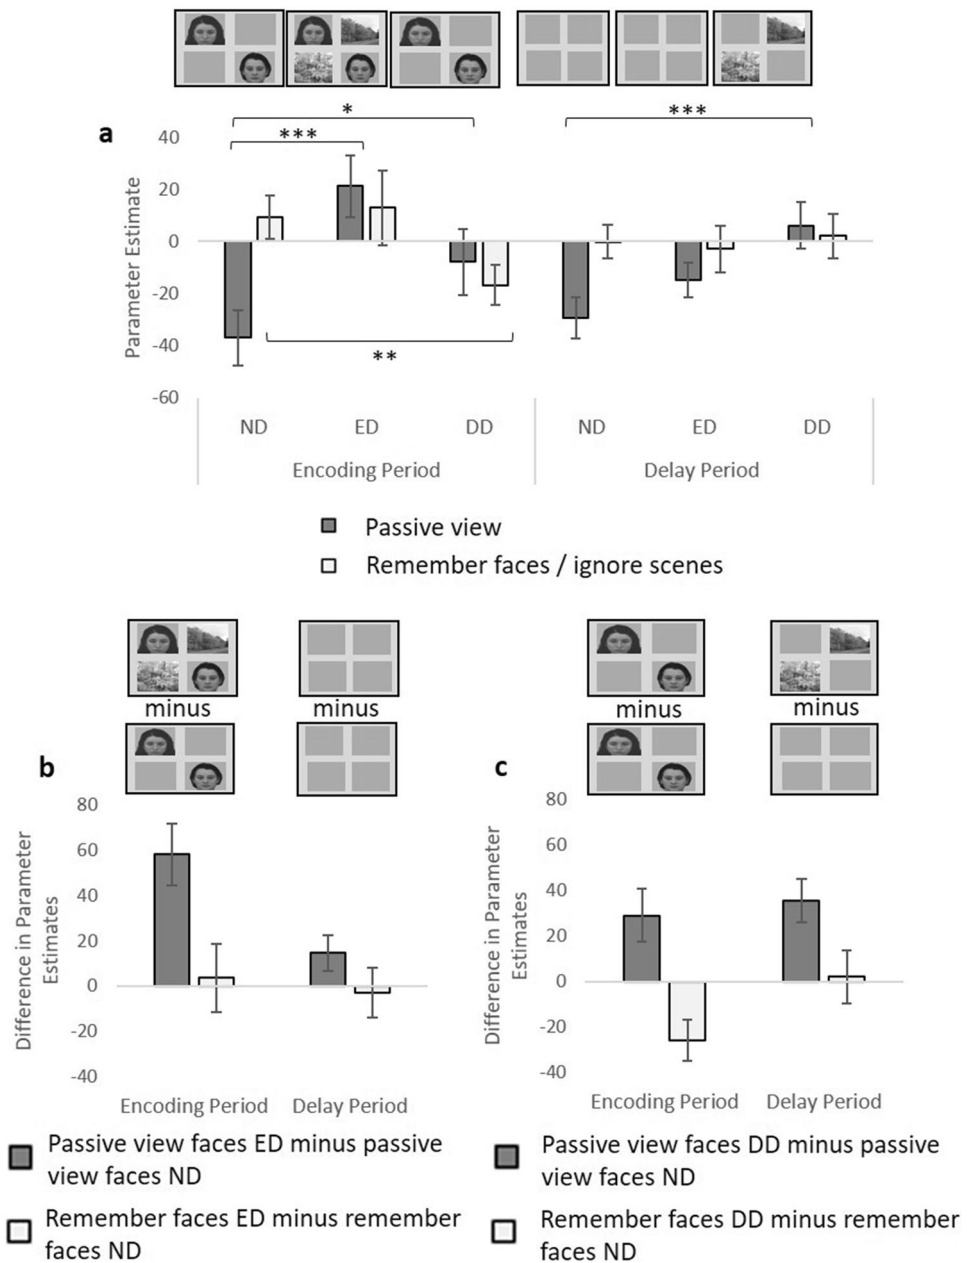 *
***
a
***
40
20
0
-20
-40
-60
Parameter Estimate
**
ND ED DD ND ED DD
Encoding Period Delay Period
Passive view
Remember faces / ignore scenes
minus minus
b
80
60
40
20
0
-20
-40
Difference in Parameter
Estimates
Encoding Period Delay Period
Passive view faces ED minus passive
view faces ND
Remember faces ED minus remember
faces ND
minus minus
c
80
60
40
20
0
-20
-40
Difference in Parameter
Estimates
Encoding Period Delay Period
Passive view faces DD minus passive
view faces ND
Remember faces DD minus remember
faces ND